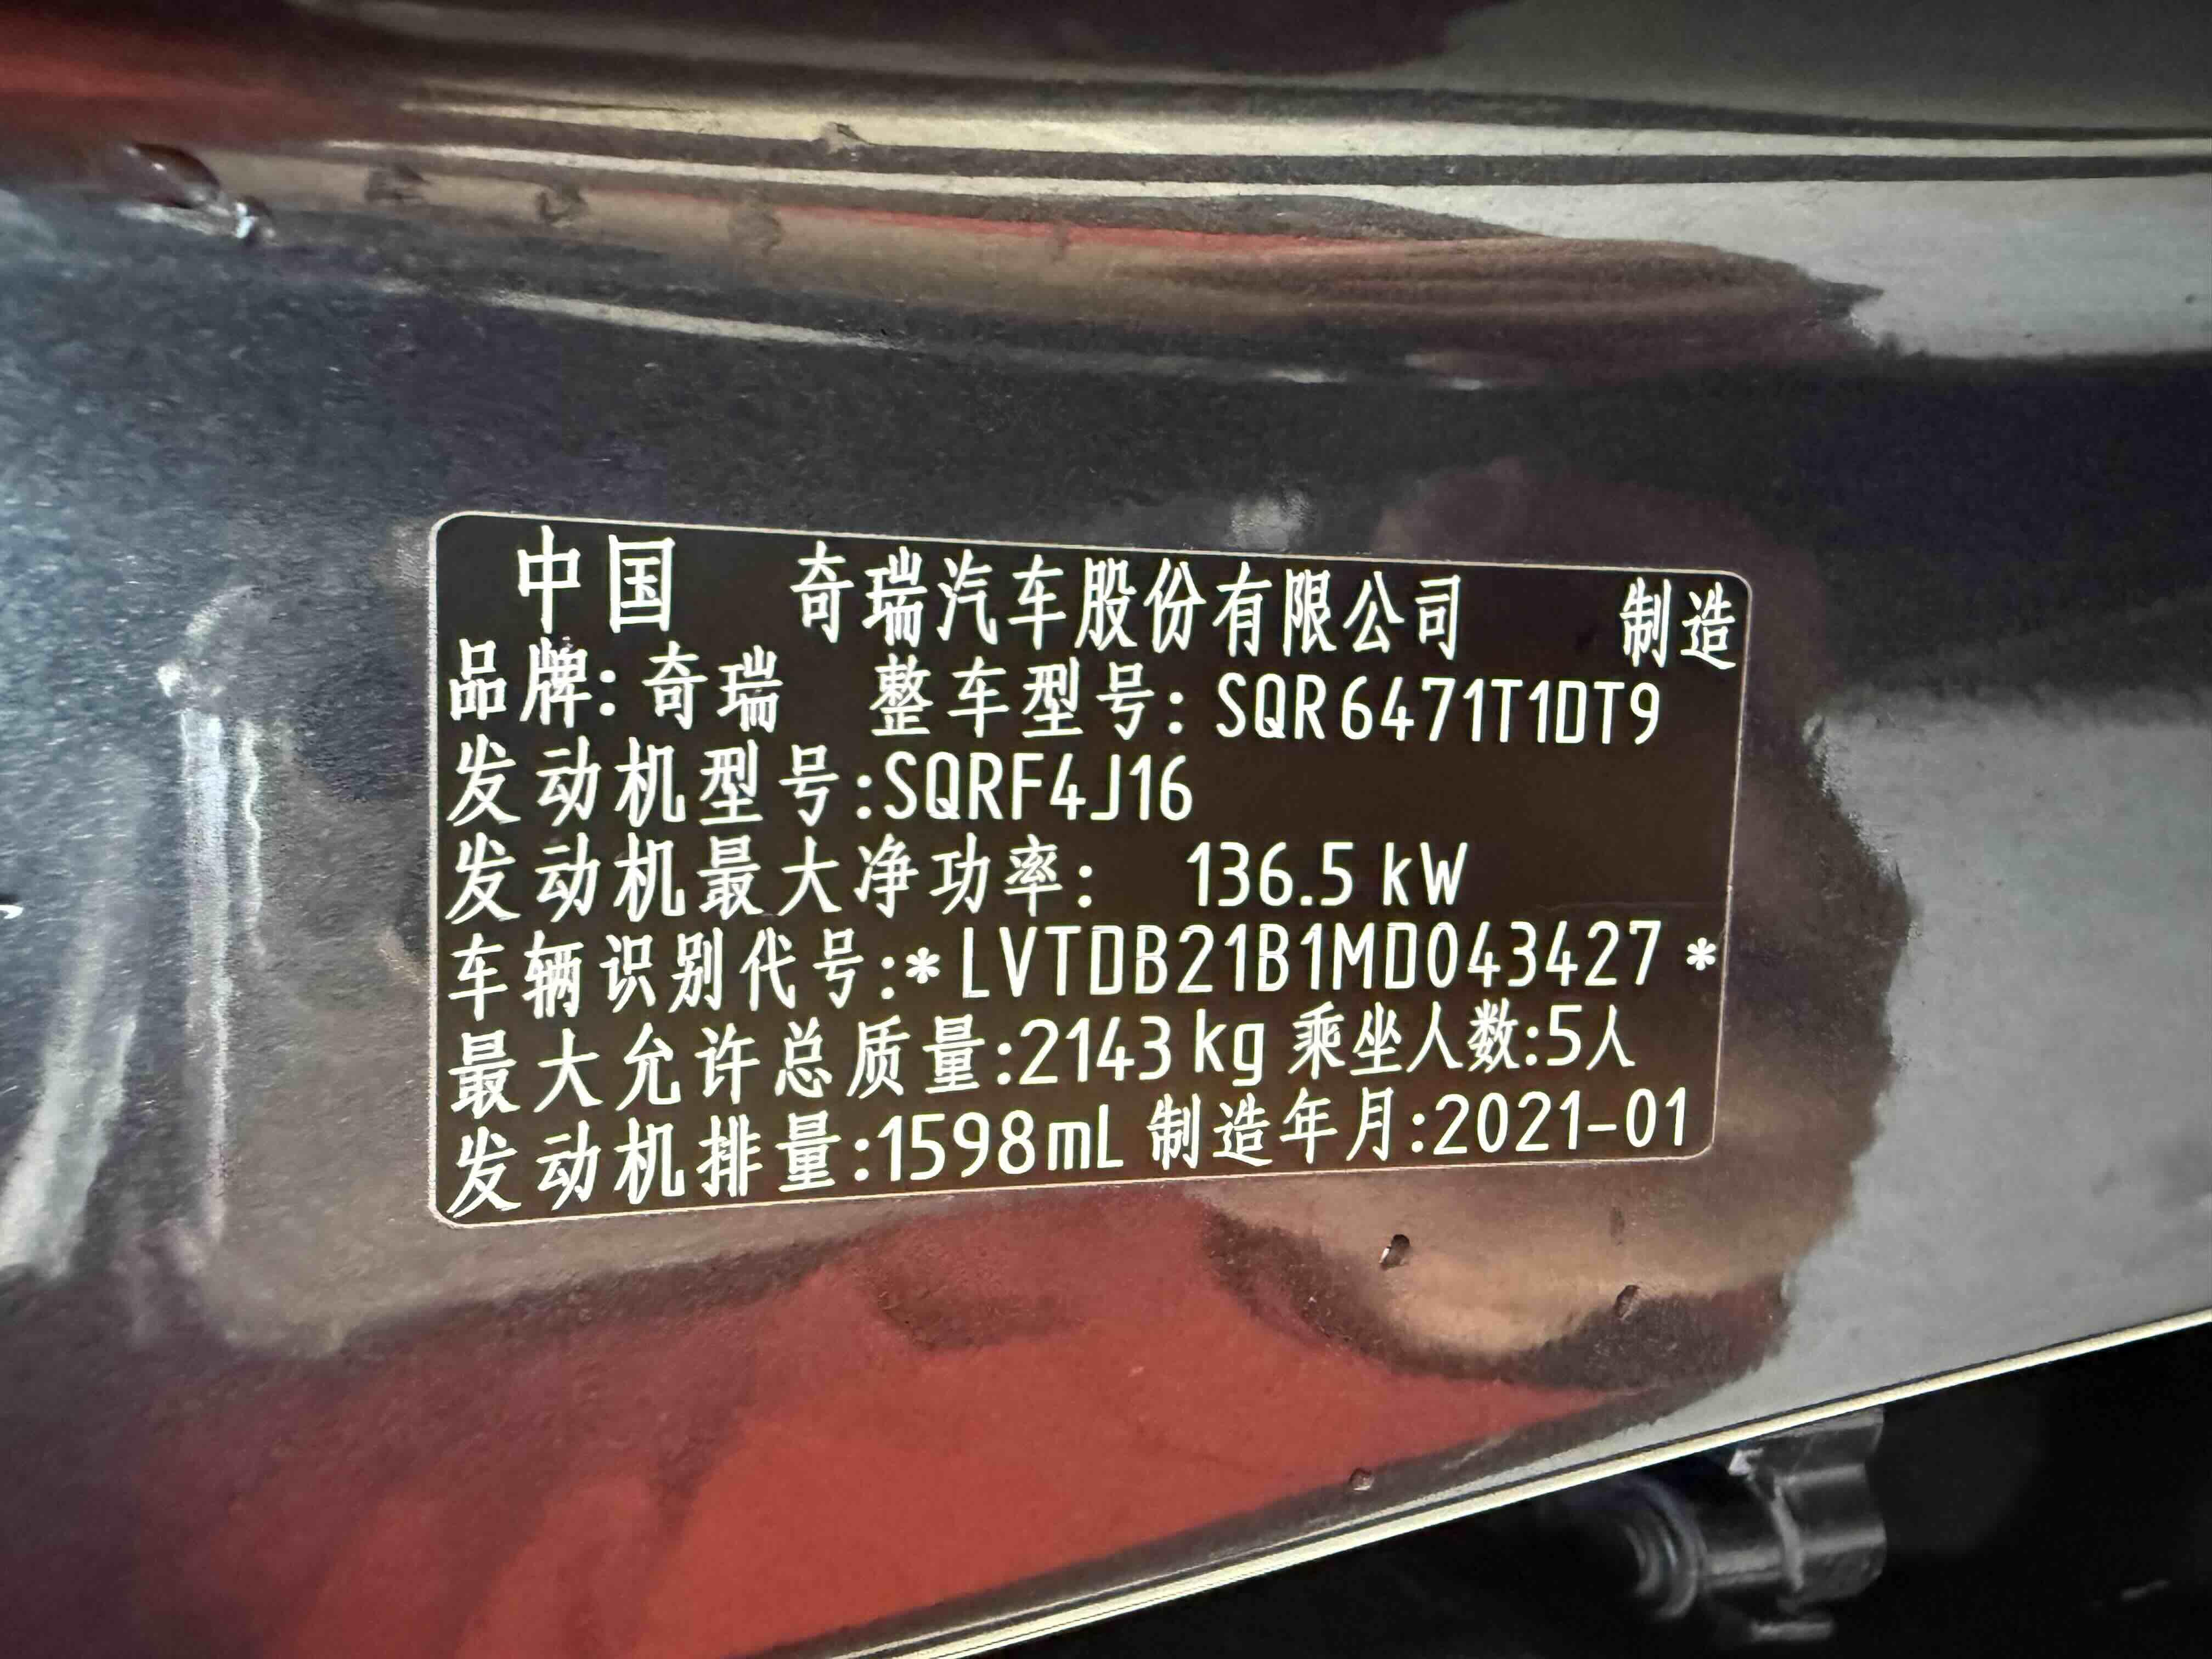 中国 奇瑞汽车股份有限公司 制造
品牌:奇瑞 整车型号: SQR6471T1DT9
发动机型号:SQRF4J16
发动机最大净功率: 136.5 kW
车辆识别代号:*LVTDB21B1MD043427*
最大允许总质量:2143 kg 乘坐人数:5人
发动机排量:1598mL 制造年月:2021-01